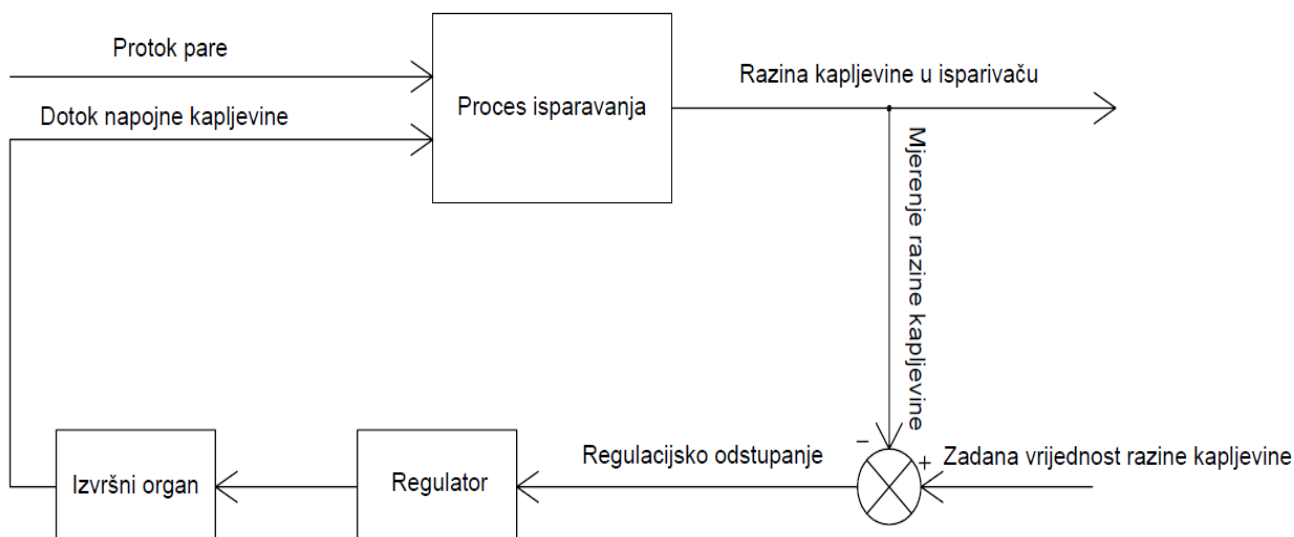 Protok pare
Dotok napojne kapljevine
Proces isparavanja
Razina kapljevine u isparivaču
Mjerenje razine kapljevine
−
+
Zadana vrijednost razine kapljevine
Regulacijsko odstupanje
Regulator
Izvršni organ